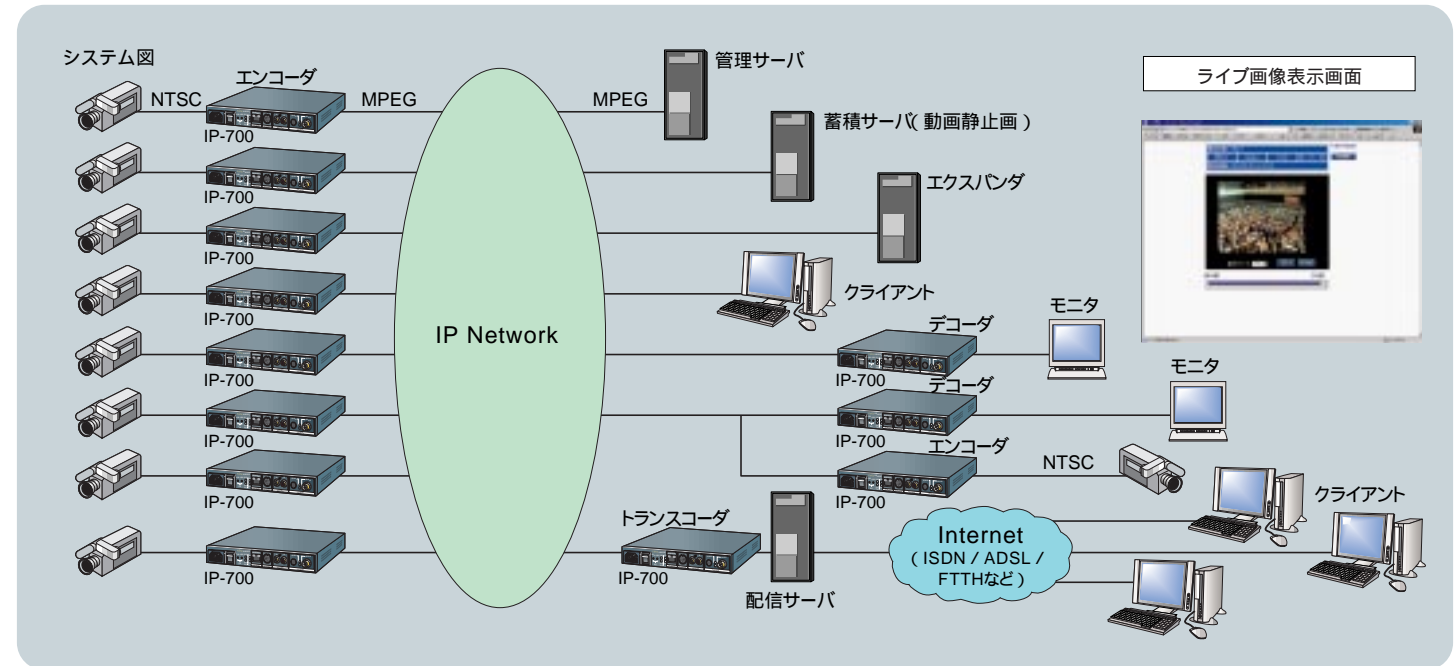 システム図
エンコーダ
NTSC
MPEG
IP-700
IP-700
IP-700
IP-700
IP-700
IP-700
IP-700
IP-700
IP Network
MPEG
管理サーバ
蓄積サーバ( 動画静止画 )
エクスパンダ
クライアント
デコーダ
IP-700
モニタ
デコーダ
IP-700
モニタ
エンコーダ
IP-700
NTSC
トランスコーダ
IP-700
配信サーバ
Internet
( ISDN / ADSL /
FTTHなど )
クライアント
ライブ画像表示画面